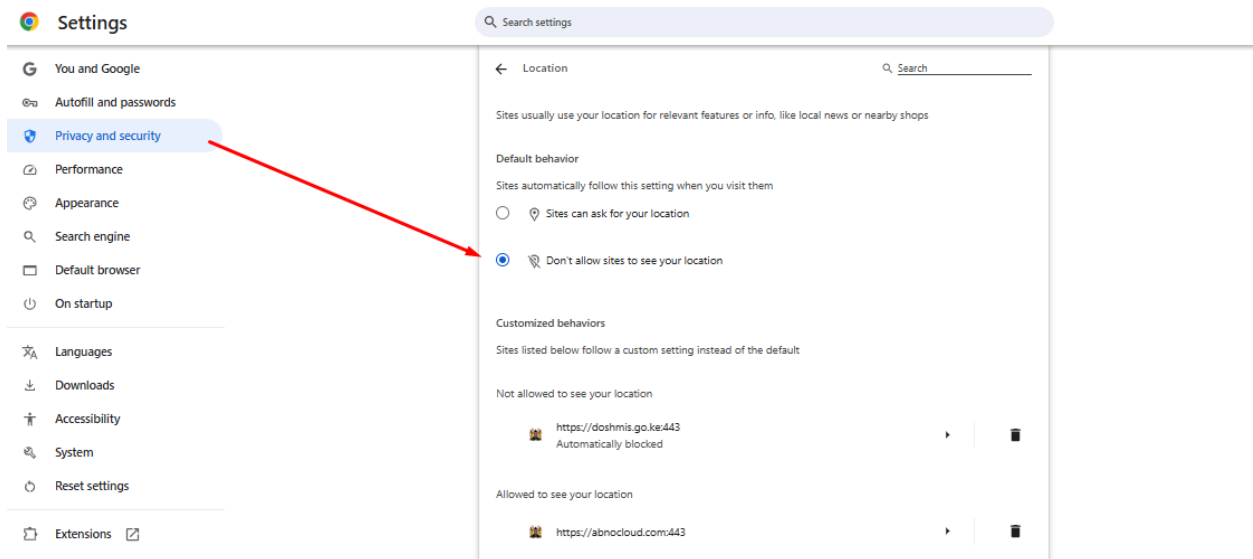 Settings
Search settings
You and Google
Autofill and passwords
Privacy and security
Performance
Appearance
Search engine
Default browser
On startup
Languages
Downloads
Accessibility
System
Reset settings
Extensions
Location
Search
Sites usually use your location for relevant features or info, like local news or nearby shops
Default behavior
Sites automatically follow this setting when you visit them
Sites can ask for your location
Don't allow sites to see your location
Customized behaviors
Sites listed below follow a custom setting instead of the default
Not allowed to see your location
https://doshmis.go.ke:443
Automatically blocked
Allowed to see your location
https://abnocloud.com:443